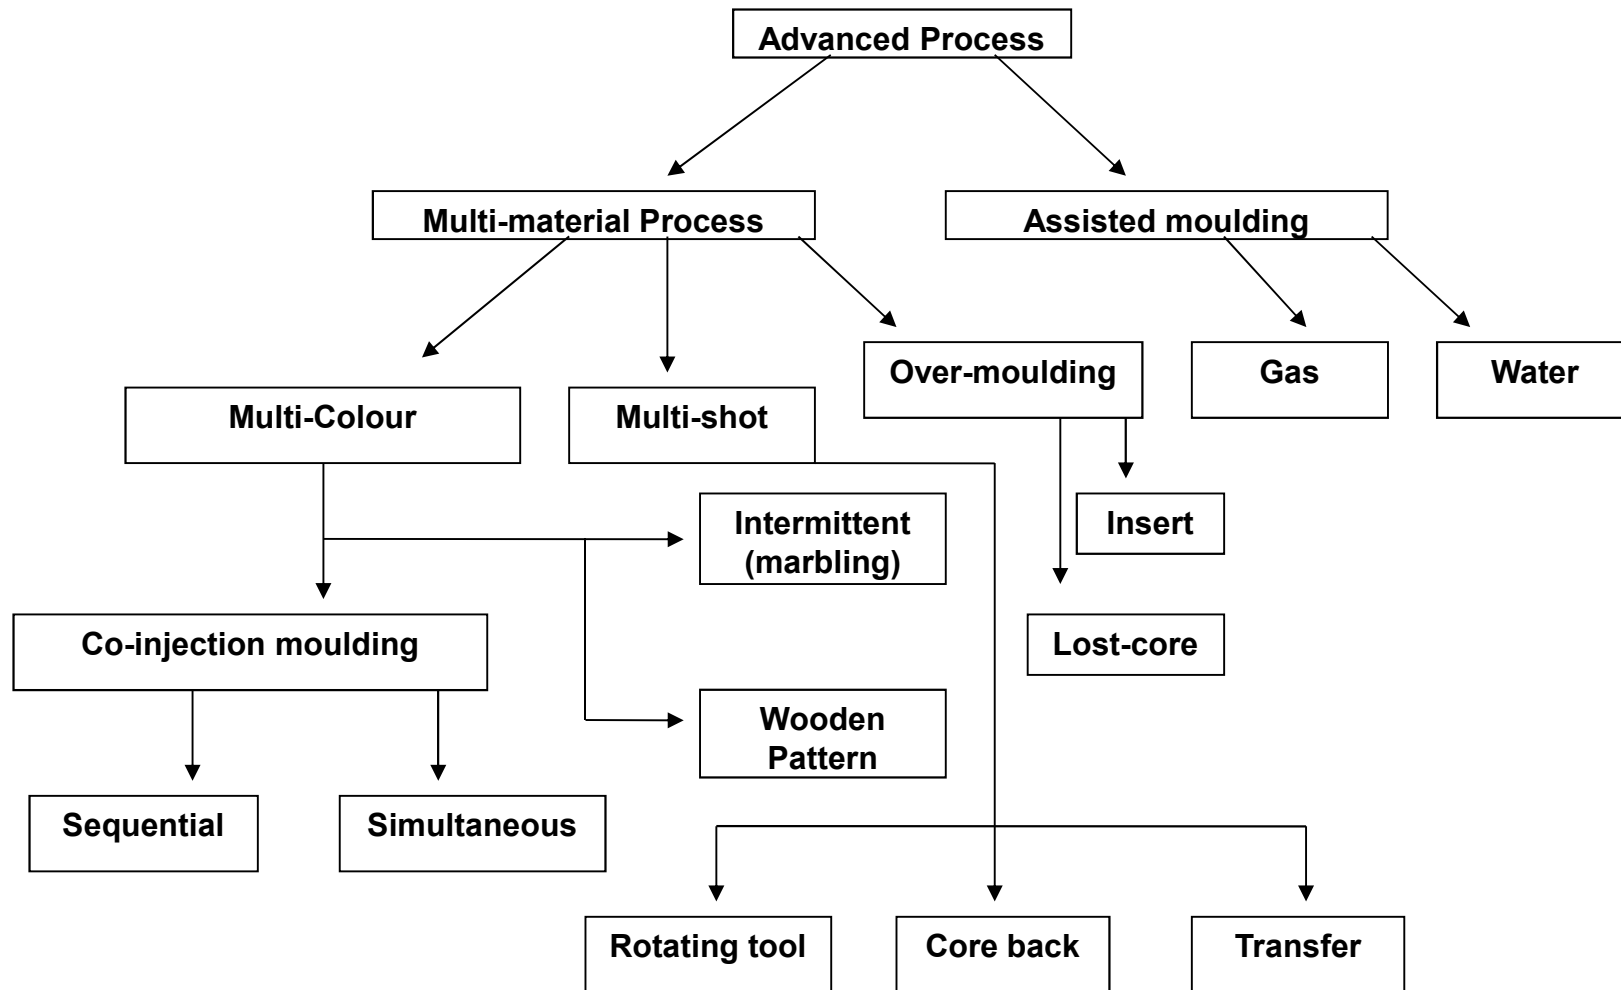 Advanced Process
Multi-material Process
Assisted moulding
Over-moulding
Gas
Water
Multi-Colour
Multi-shot
Intermittent
(marbling)
Insert
Co-injection moulding
Lost-core
Wooden
Pattern
Sequential
Simultaneous
Rotating tool
Core back
Transfer